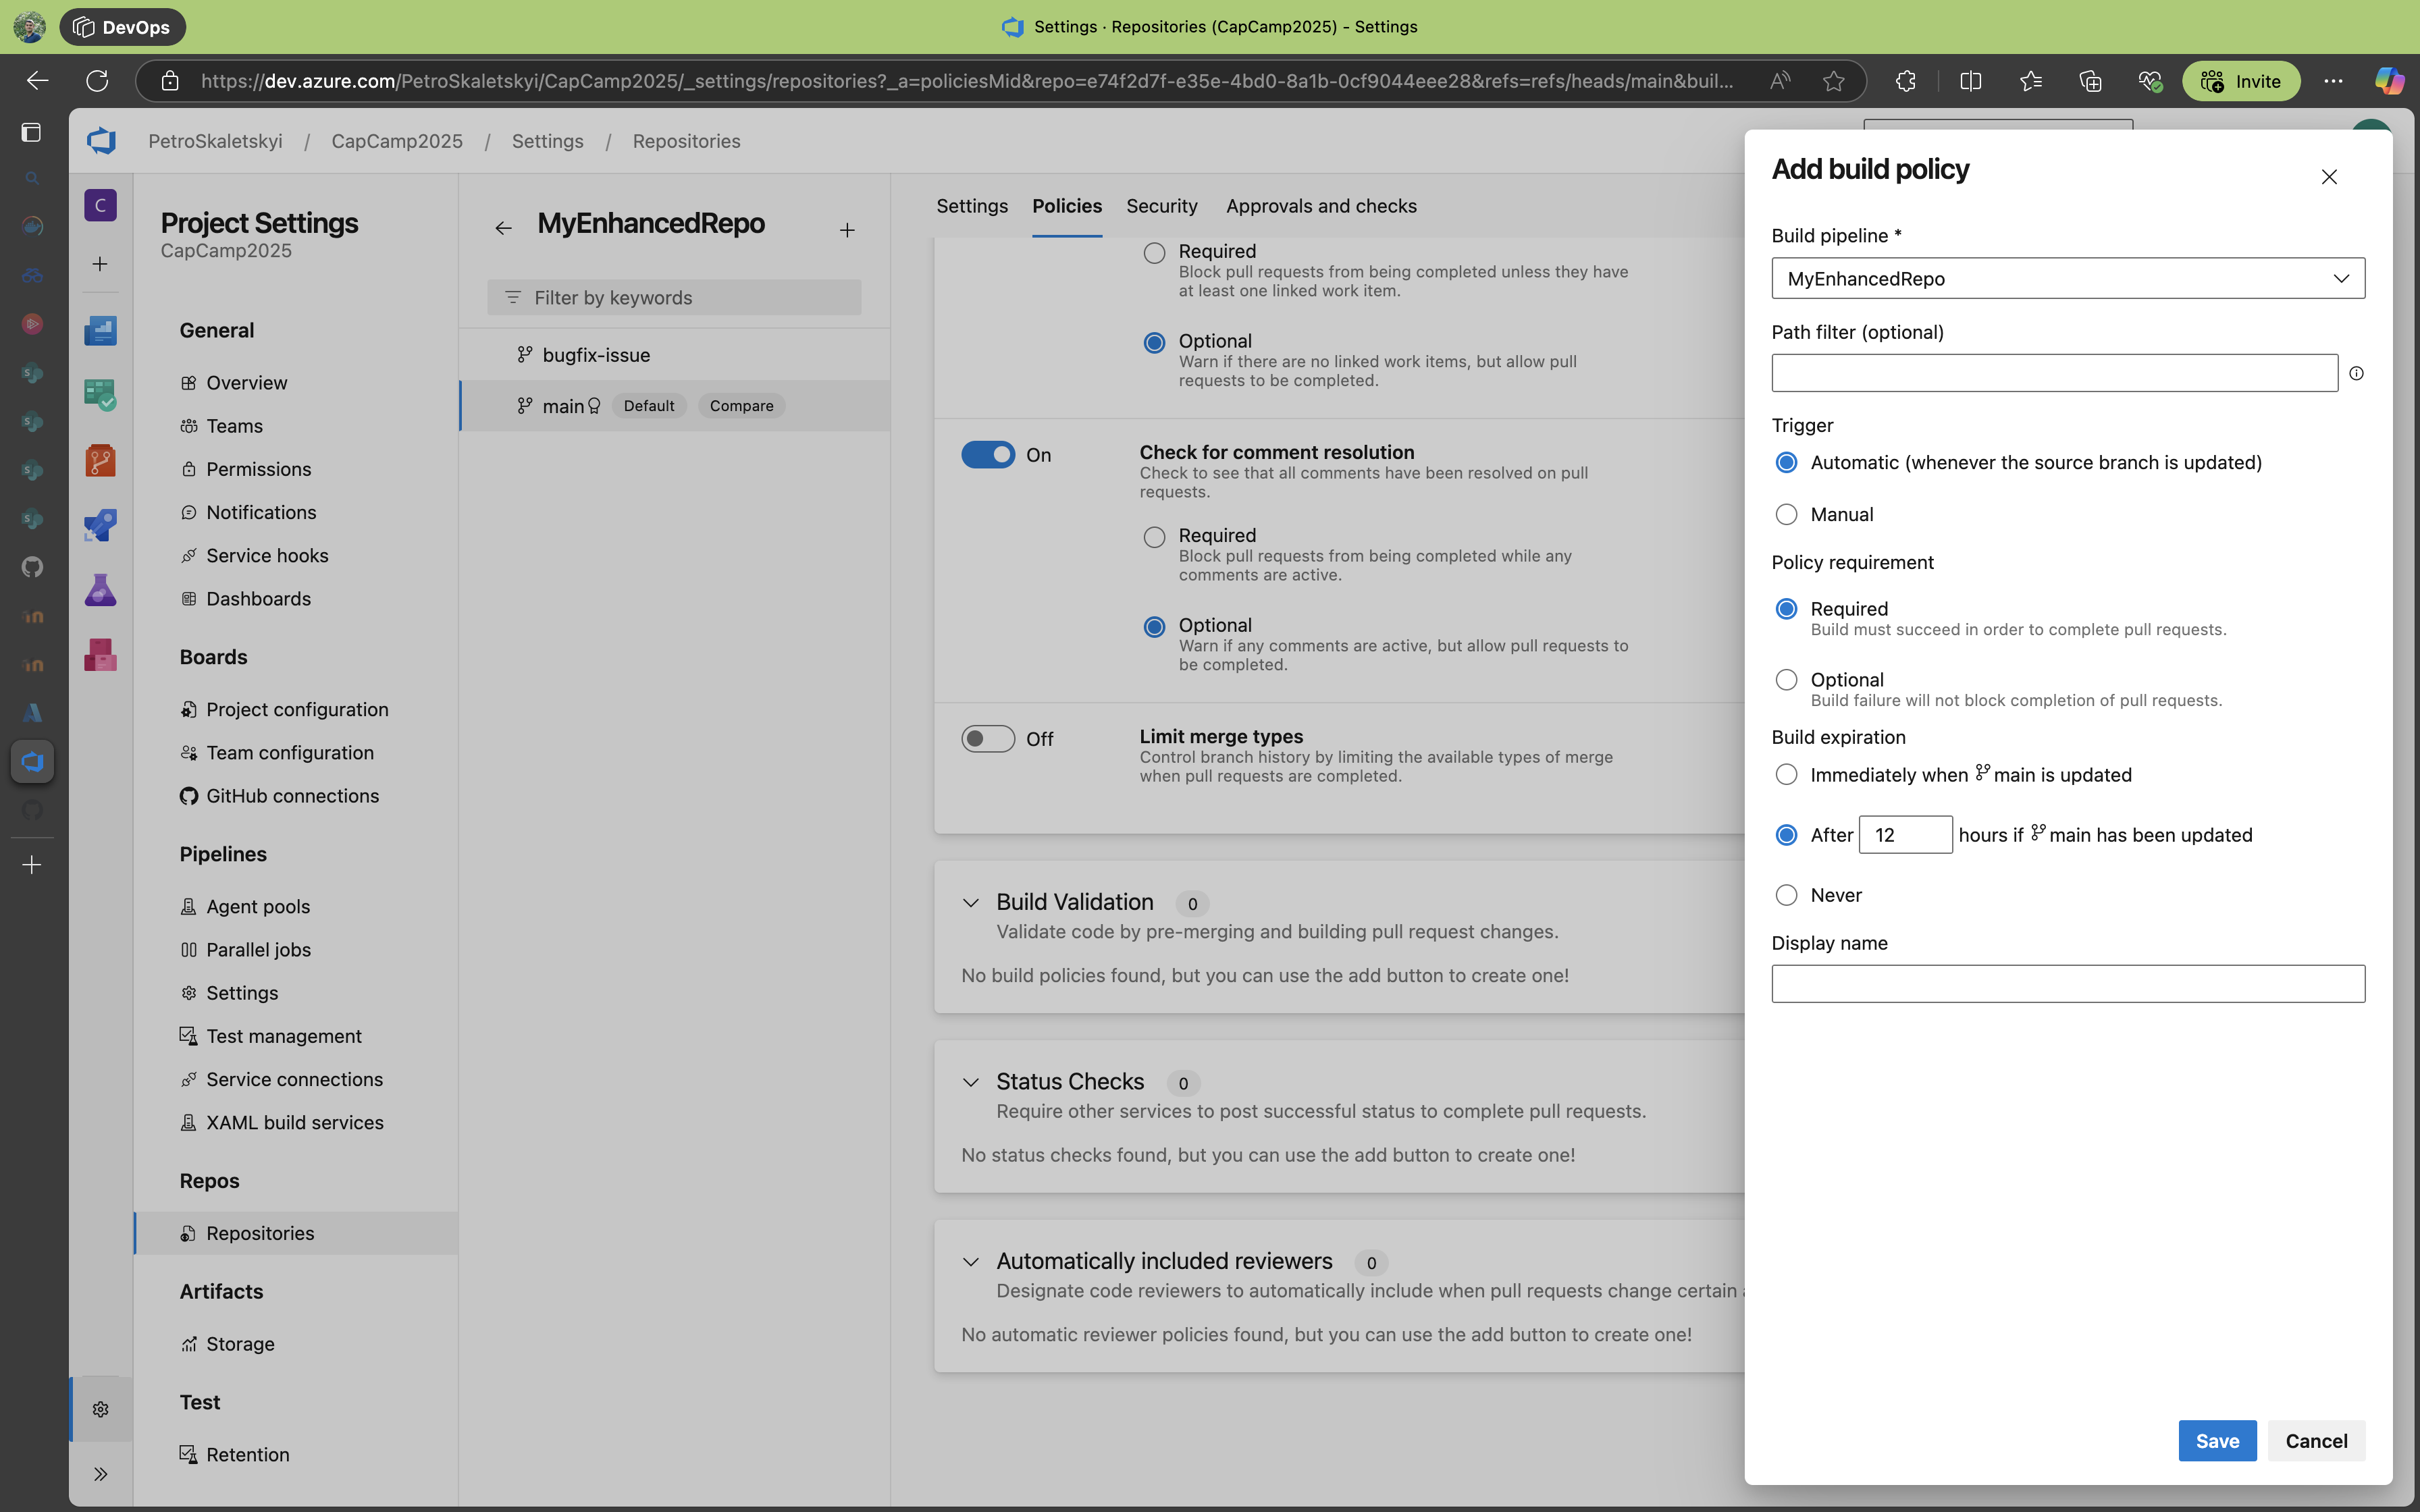 DevOps
Settings · Repositories (CapCamp2025) - Settings
https://dev.azure.com/PetroSkaletskyi/CapCamp2025/_settings/repositories?_a=policiesMid&repo=e74f2d7f-e35e-4bd0-8a1b-0cf9044eee28&refs=refs/heads/main&buil...
Invite
PetroSkaletskyi / CapCamp2025 / Settings / Repositories
C
Project Settings
CapCamp2025
General
Overview
Teams
Permissions
Notifications
Service hooks
Dashboards
Boards
Project configuration
Team configuration
GitHub connections
Pipelines
Agent pools
Parallel jobs
Settings
Test management
Service connections
XAML build services
Repos
Repositories
Artifacts
Storage
Test
Retention
MyEnhancedRepo
Filter by keywords
bugfix-issue
main Default Compare
Settings Policies Security Approvals and checks
Required
Block pull requests from being completed unless they have
at least one linked work item.
Optional
Warn if there are no linked work items, but allow pull
requests to be completed.
On
Check for comment resolution
Check to see that all comments have been resolved on pull
requests.
Required
Block pull requests from being completed while any
comments are active.
Optional
Warn if any comments are active, but allow pull requests to
be completed.
Off
Limit merge types
Control branch history by limiting the available types of merge
when pull requests are completed.
Build Validation 0
Validate code by pre-merging and building pull request changes.
No build policies found, but you can use the add button to create one!
Status Checks 0
Require other services to post successful status to complete pull requests.
No status checks found, but you can use the add button to create one!
Automatically included reviewers 0
Designate code reviewers to automatically include when pull requests change certain
No automatic reviewer policies found, but you can use the add button to create one!
Add build policy
Build pipeline *
MyEnhancedRepo
Path filter (optional)
Trigger
Automatic (whenever the source branch is updated)
Manual
Policy requirement
Required
Build must succeed in order to complete pull requests.
Optional
Build failure will not block completion of pull requests.
Build expiration
Immediately when main is updated
After 12 hours if main has been updated
Never
Display name
Save Cancel